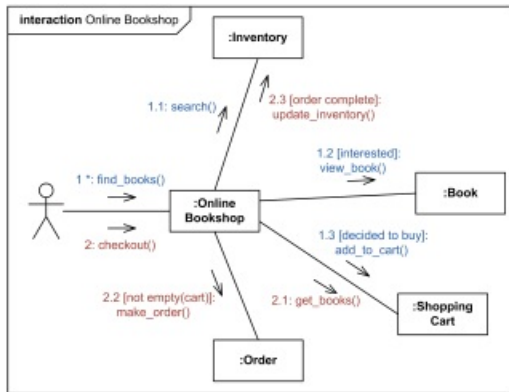 interaction Online Bookshop
:Inventory
1.1: search()
2.3 [order complete]:
update_inventory()
1.2 [interested]:
view_book()
1 *: find_books()
:Online
Bookshop
:Book
2: checkout()
1.3 [decided to buy]:
add_to_cart()
2.2 [not empty(cart)]:
make_order()
2.1: get_books()
:Shopping
Cart
:Order